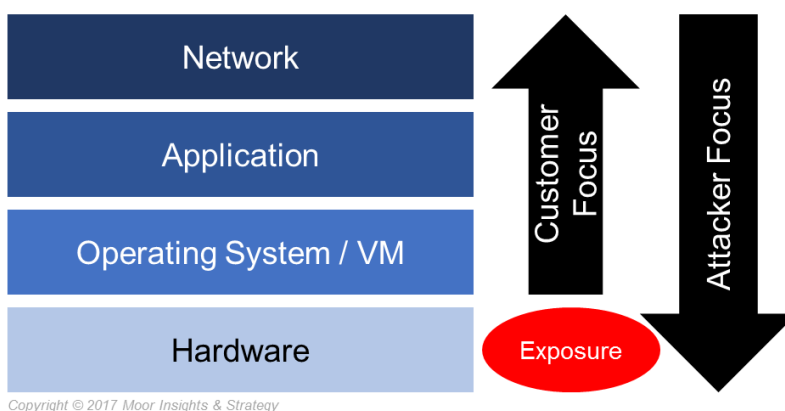 Network
Application
Operating System / VM
Hardware
Customer
Focus
Attacker Focus
Exposure
Copyright © 2017 Moor Insights & Strategy